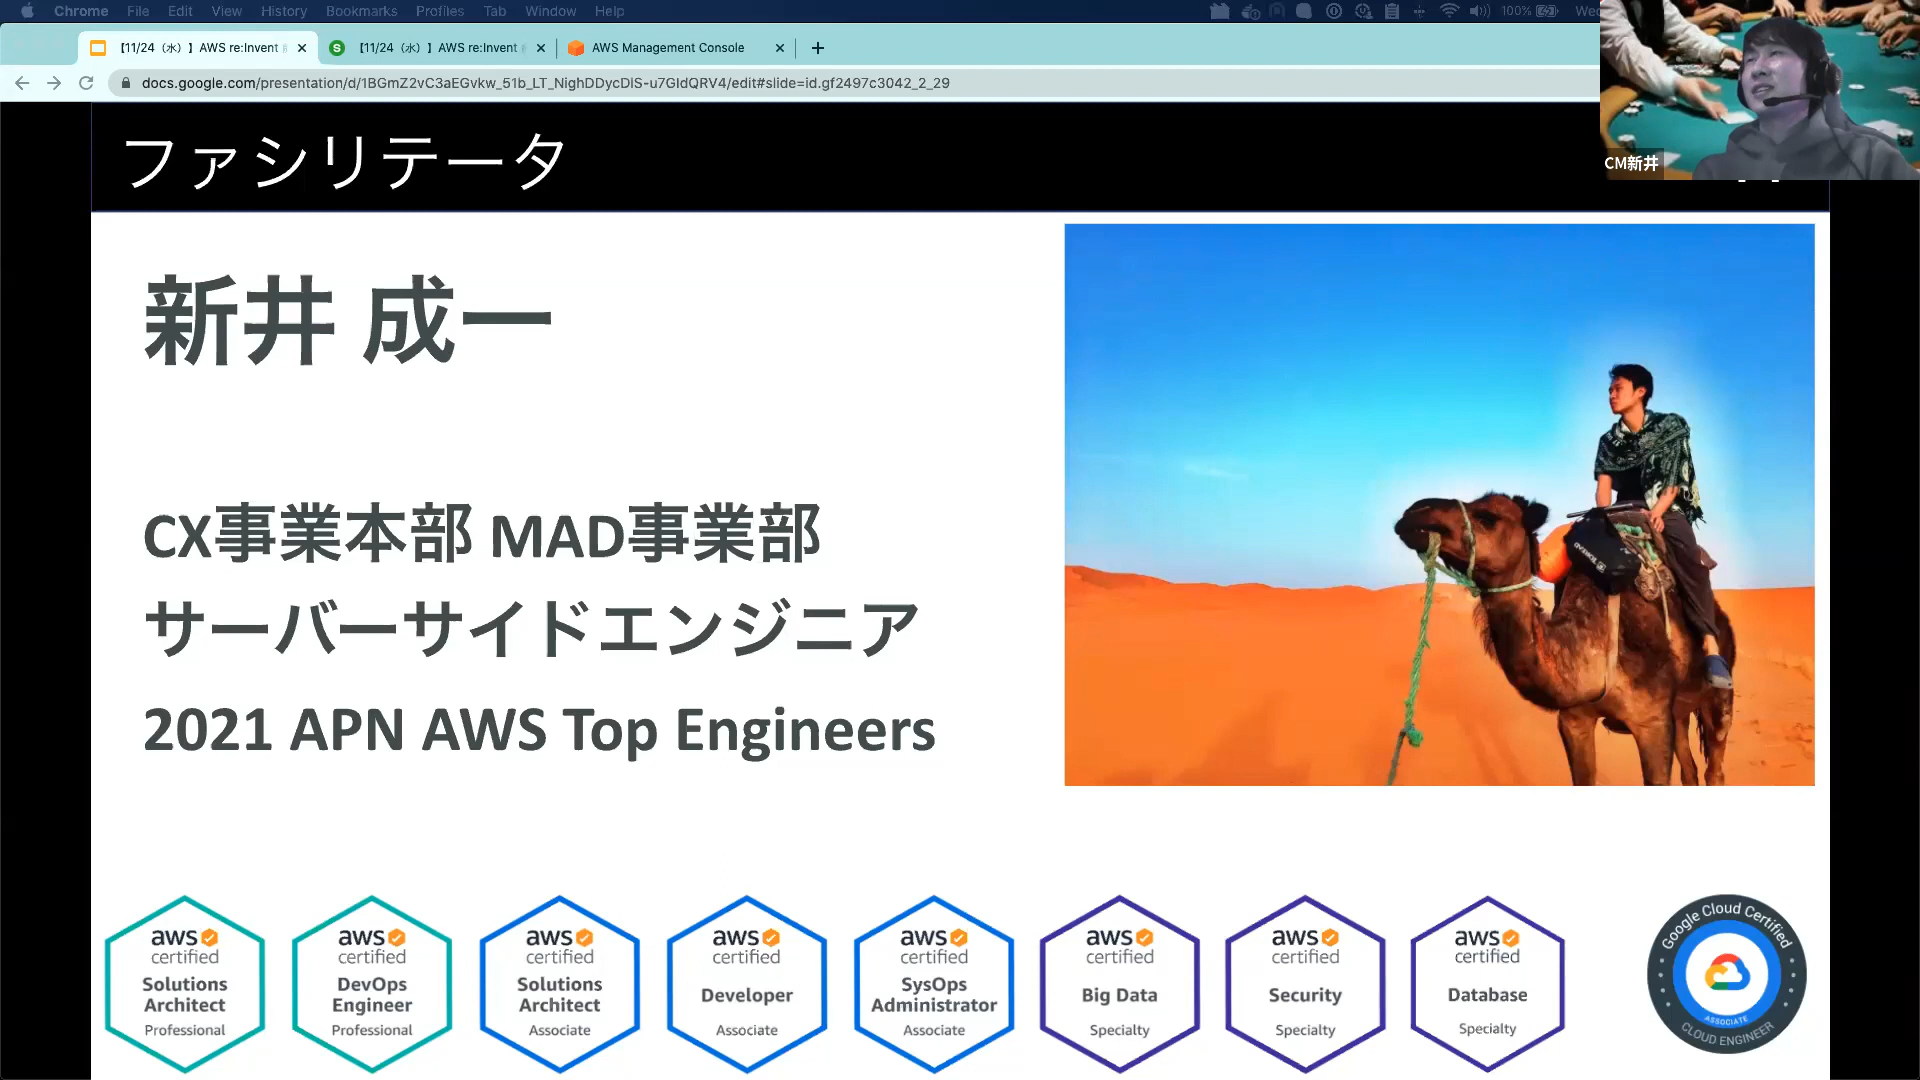 Chrome File Edit View History Bookmarks Profiles Tab Window Help 100%
【11/24（水）】AWS re:Invent
【11/24（水）】AWS re:Invent
AWS Management Console
docs.google.com/presentation/d/1BGmZ2vC3aEGvkw_51b_LT_NighDDycDiS-u7GIdQRV4/edit#slide=id.gf2497c3042_2_29
CM新井
ファシリテータ
新井 成一
CX事業本部 MAD事業部
サーバーサイドエンジニア
2021 APN AWS Top Engineers
aws certified Solutions Architect Professional
aws certified DevOps Engineer Professional
aws certified Solutions Architect Associate
aws certified Developer Associate
aws certified SysOps Administrator Associate
aws certified Big Data Specialty
aws certified Security Specialty
aws certified Database Specialty
Google Cloud Certified
ASSOCIATE
CLOUD ENGINEER